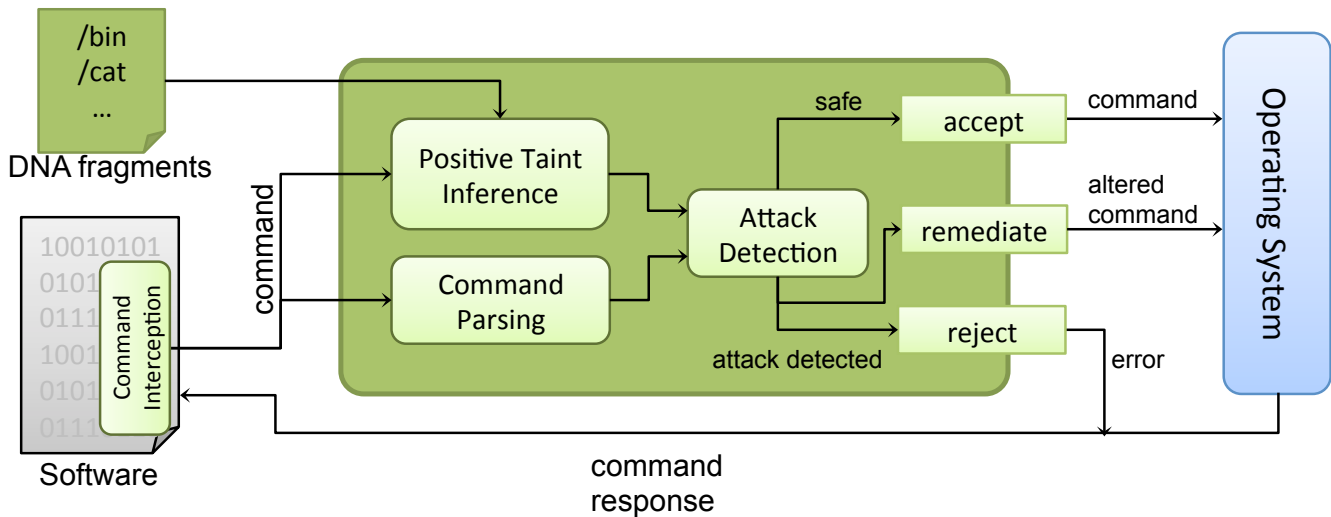 /bin
/cat
...
DNA fragments
10010101
0101
0111
1001
0101
0111
Command
Interception
Software
command
Positive Taint
Inference
Command
Parsing
Attack
Detection
safe
attack detected
accept
remediate
reject
command
altered
command
error
Operating System
command
response